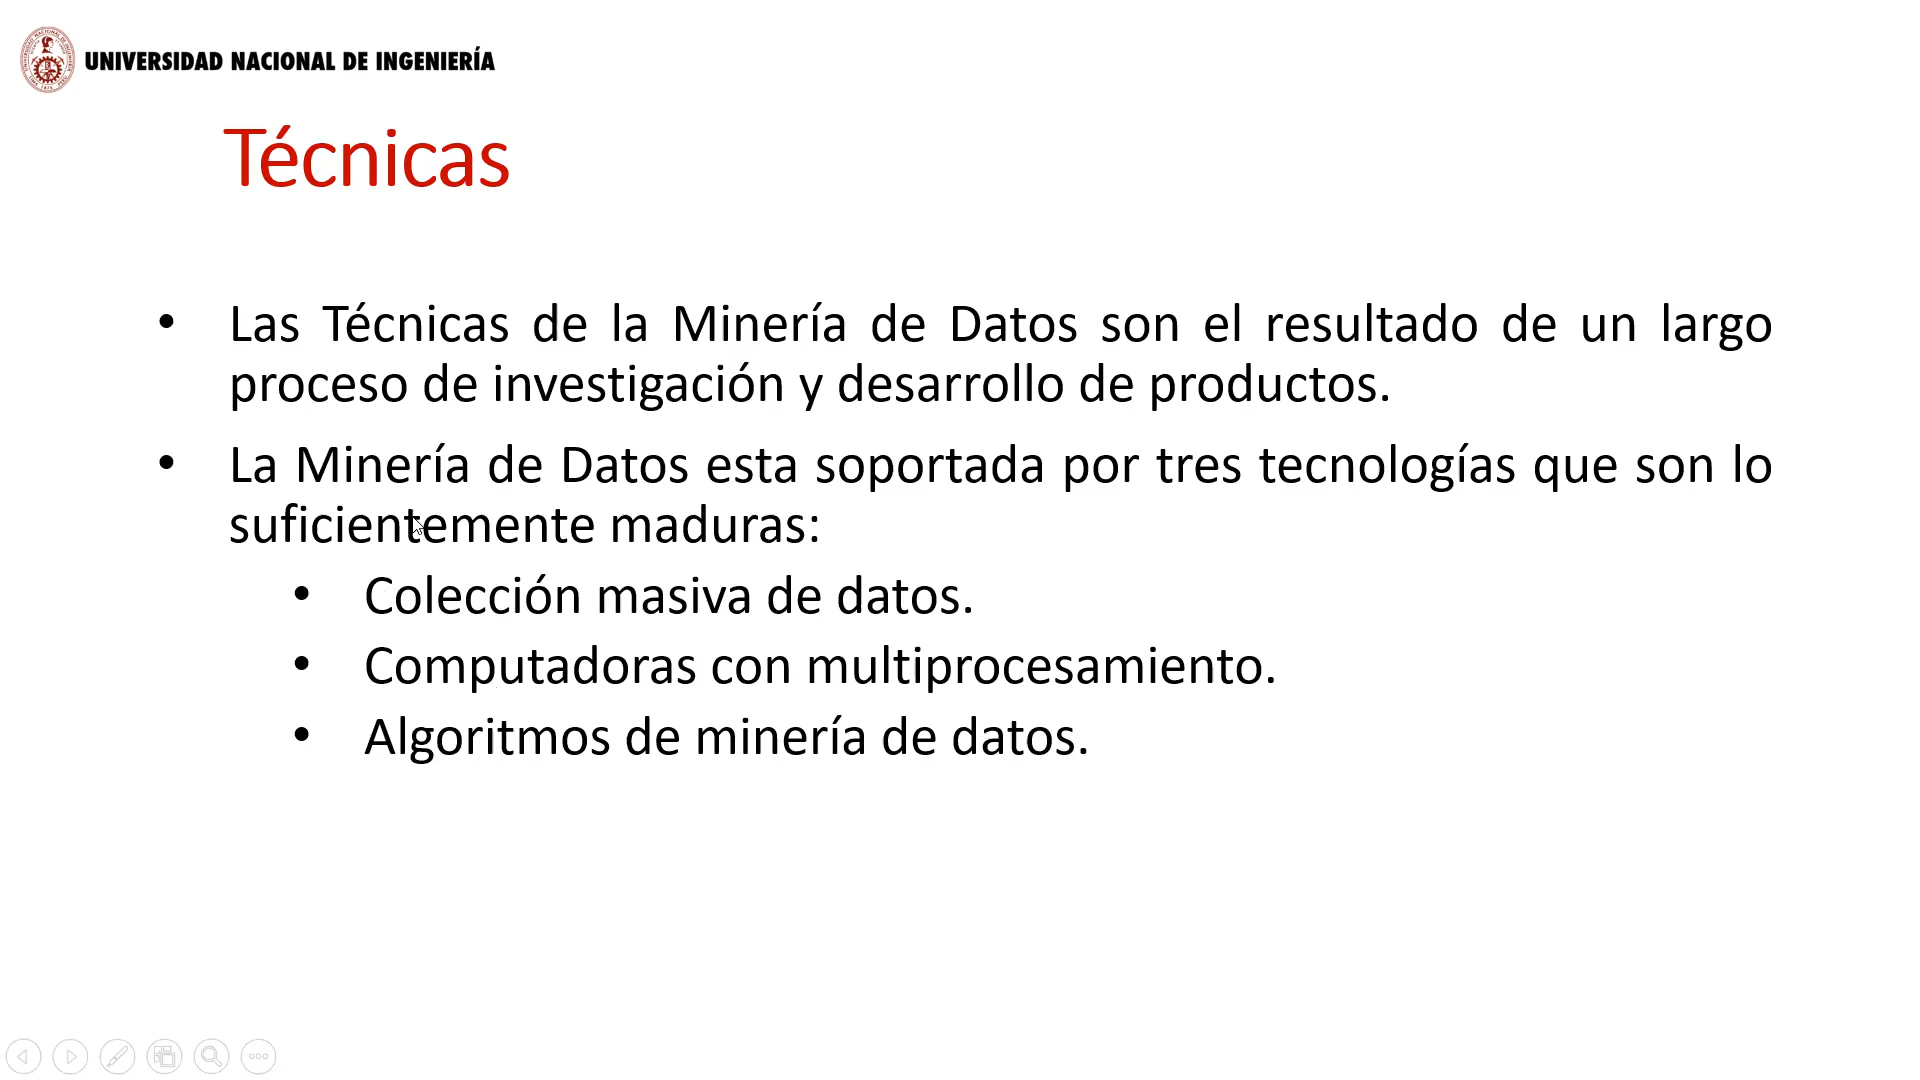 UNIVERSIDAD NACIONAL DE INGENIERÍA
Técnicas
• Las Técnicas de la Minería de Datos son el resultado de un largo
proceso de investigación y desarrollo de productos.
• La Minería de Datos esta soportada por tres tecnologías que son lo
suficientemente maduras:
• Colección masiva de datos.
• Computadoras con multiprocesamiento.
• Algoritmos de minería de datos.